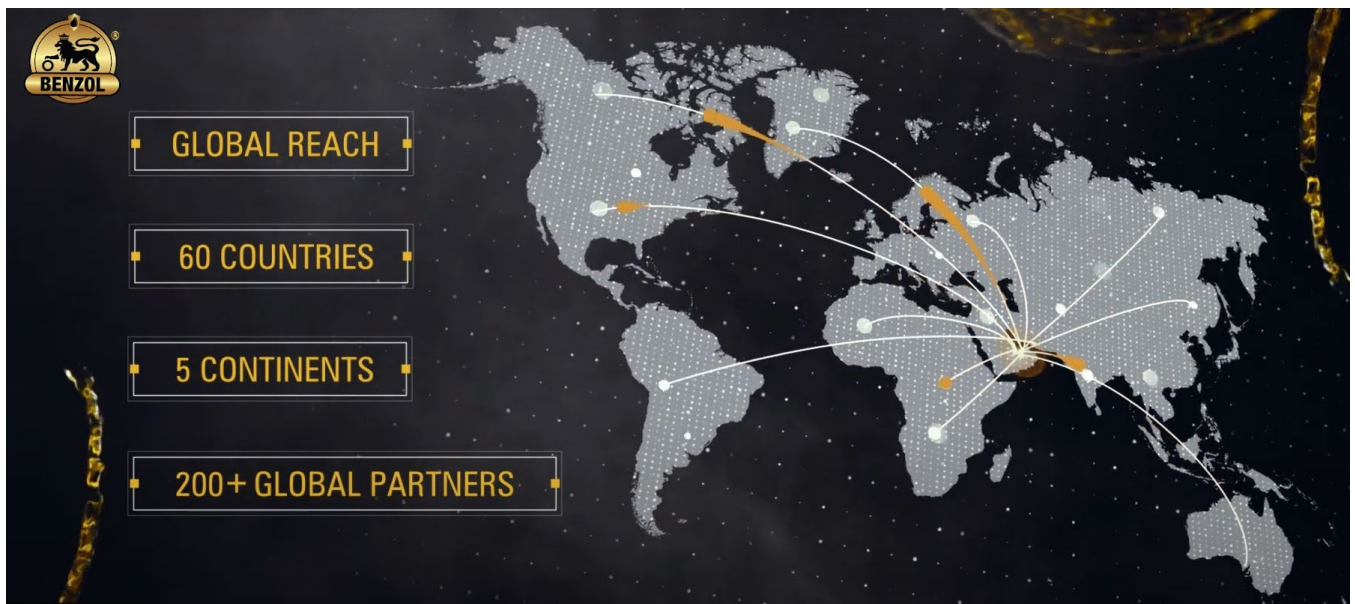 BENZOL
®
GLOBAL REACH
60 COUNTRIES
5 CONTINENTS
200+ GLOBAL PARTNERS